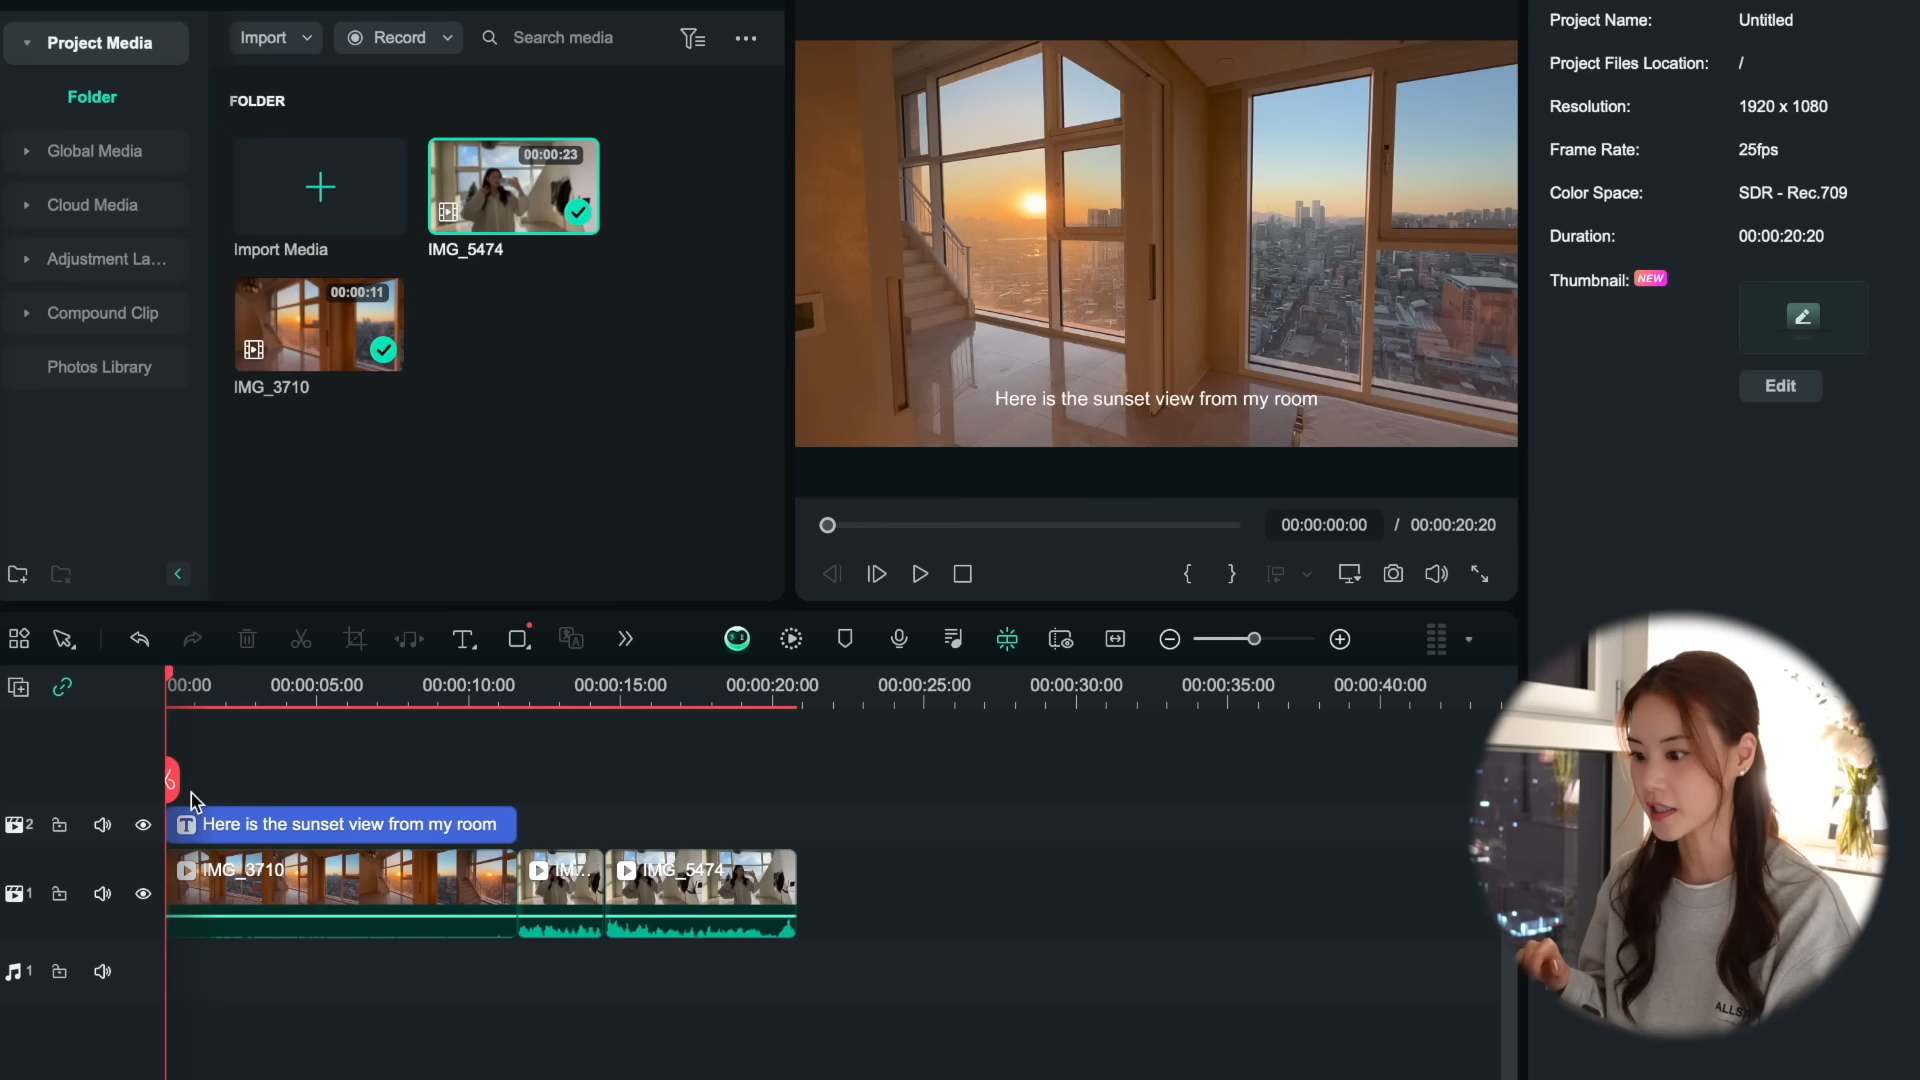 Project Media
Folder
Global Media
Cloud Media
Adjustment La...
Compound Clip
Photos Library
Import
Record
Search media
FOLDER
Import Media
00:00:23
IMG_5474
00:00:11
IMG_3710
Here is the sunset view from my room
00:00:00:00 / 00:00:20:20
Project Name: Untitled
Project Files Location: /
Resolution: 1920 x 1080
Frame Rate: 25fps
Color Space: SDR - Rec.709
Duration: 00:00:20:20
Thumbnail: NEW
Edit
00:00 00:00:05:00 00:00:10:00 00:00:15:00 00:00:20:00 00:00:25:00 00:00:30:00 00:00:35:00 00:00:40:00
2
T Here is the sunset view from my room
1
IMG_3710 IM... IMG_5474
1